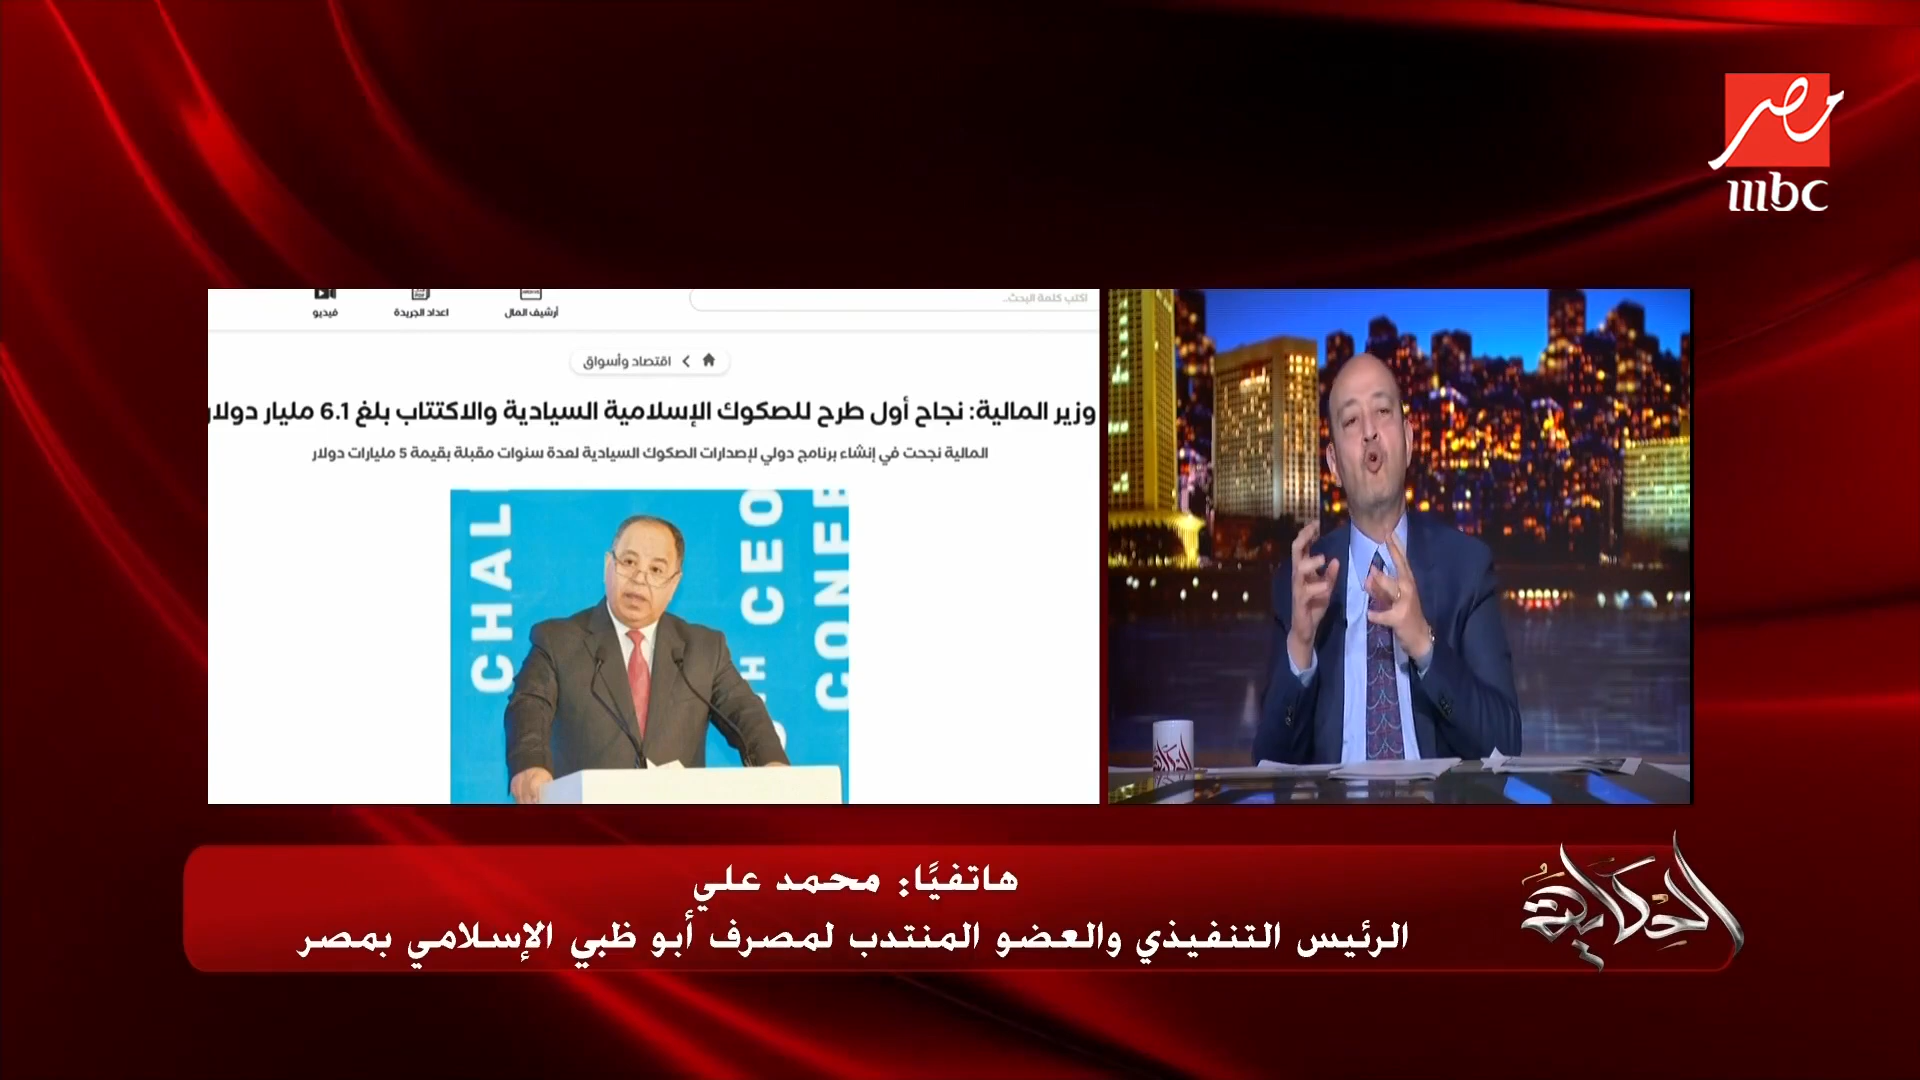 مصر
mbc
اكتب كلمة البحث...
أرشيف المال
اعداد الجريدة
فيديو
اقتصاد وأسواق
وزير المالية: نجاح أول طرح للصكوك الإسلامية السيادية والاكتتاب بلغ 6.1 مليار دولار
المالية نجحت في إنشاء برنامج دولي لإصدارات الصكوك السيادية لعدة سنوات مقبلة بقيمة 5 مليارات دولار
CHAL
CEO
CONFE
الحكاية
هاتفيًا: محمد علي
الرئيس التنفيذي والعضو المنتدب لمصرف أبو ظبي الإسلامي بمصر
الحكاية